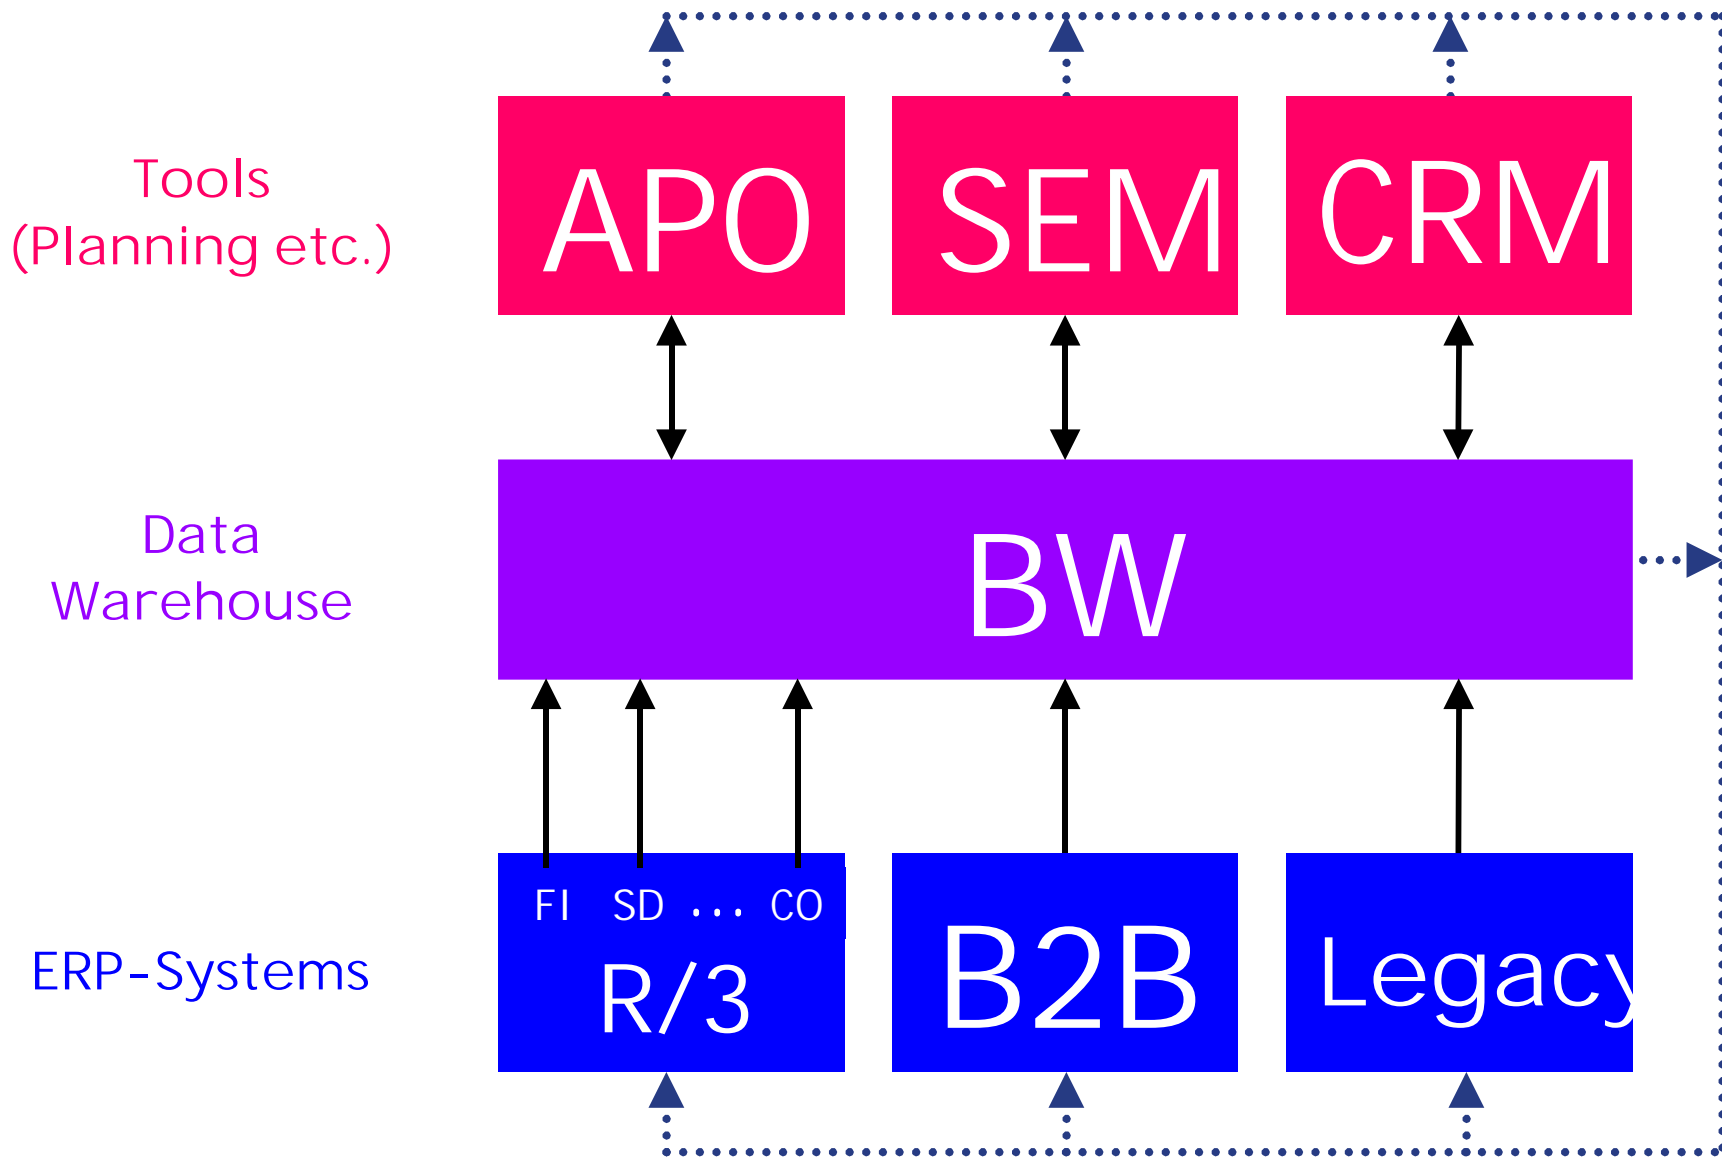 Tools
(Planning etc.)
APO
SEM
CRM
Data
Warehouse
BW
ERP-Systems
FI SD ... CO
R/3
B2B
Legacy